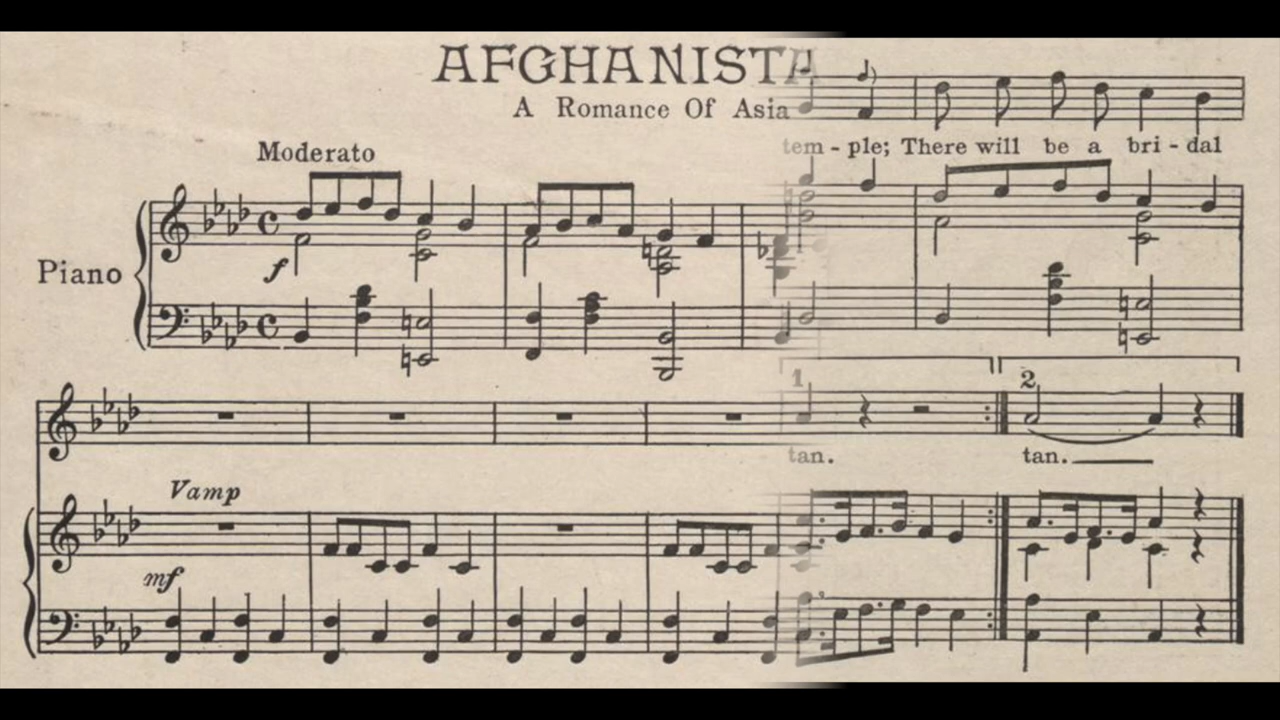 AFGHANISTA
A Romance Of Asia
tem - ple; There will be a bri - dal
Moderato
f
Piano
1 2
tan. tan.
Vamp
mf